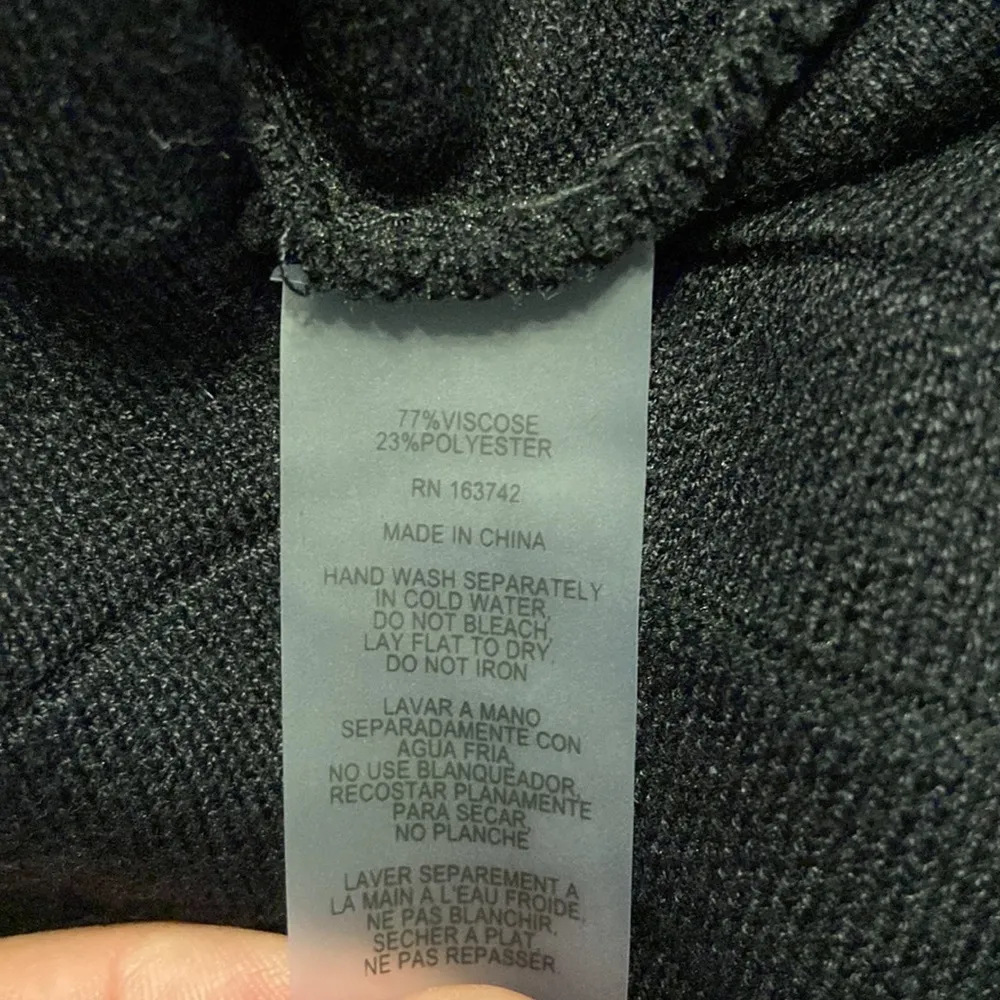 77%VISCOSE
23%POLYESTER
RN 163742
MADE IN CHINA
HAND WASH SEPARATELY
IN COLD WATER,
DO NOT BLEACH,
LAY FLAT TO DRY,
DO NOT IRON
LAVAR A MANO
SEPARADAMENTE CON
AGUA FRIA,
NO USE BLANQUEADOR,
RECOSTAR PLANAMENTE
PARA SECAR,
NO PLANCHE
LAVER SEPAREMENT A
LA MAIN A L'EAU FROIDE,
NE PAS BLANCHIR,
SECHER A PLAT,
NE PAS REPASSER